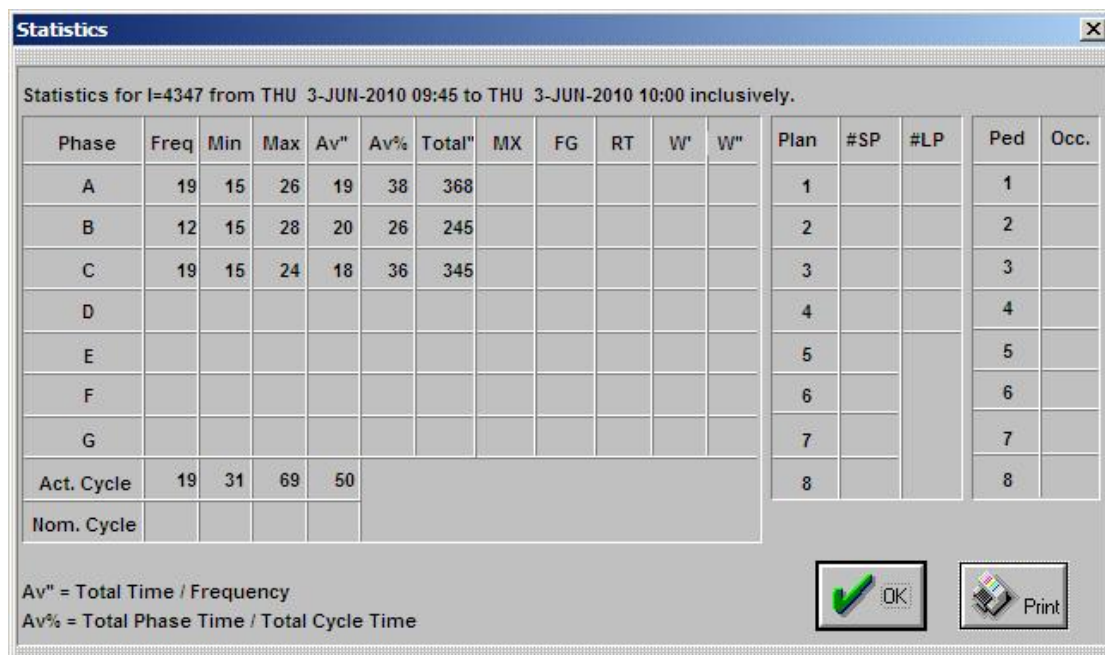 Statistics
Statistics for I=4347 from THU 3-JUN-2010 09:45 to THU 3-JUN-2010 10:00 inclusively.
Phase Freq Min Max Av" Av% Total" MX FG RT W' W" Plan #SP #LP Ped Occ.
A 19 15 26 19 38 368 1 1
B 12 15 28 20 26 245 2 2
C 19 15 24 18 36 345 3 3
D 4 4
E 5 5
F 6 6
G 7 7
Act. Cycle 19 31 69 50 8 8
Nom. Cycle
Av" = Total Time / Frequency
Av% = Total Phase Time / Total Cycle Time
OK
Print